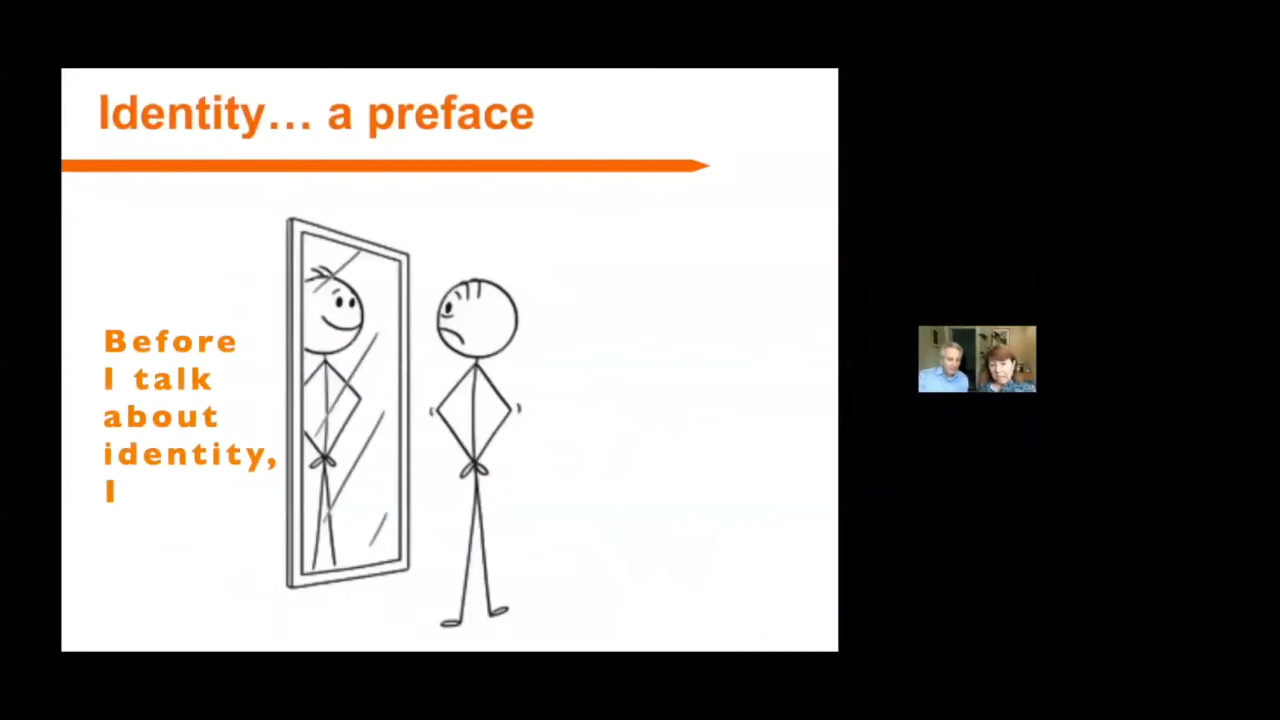 Identity… a preface
Before
I talk
about
identity,
I